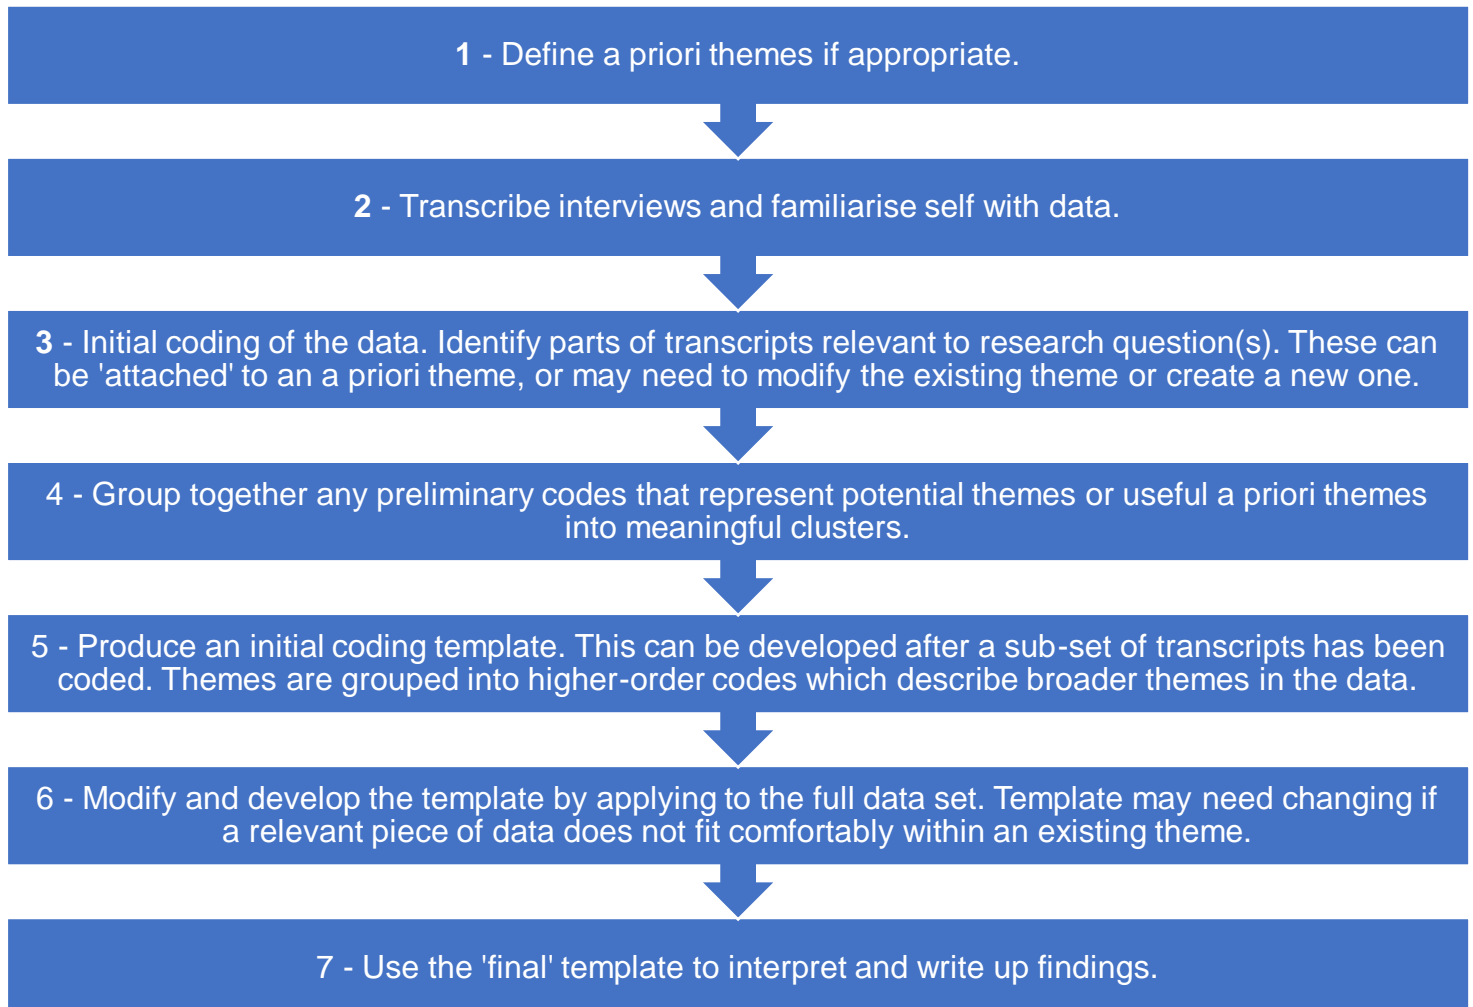 1 - Define a priori themes if appropriate.
2 - Transcribe interviews and familiarise self with data.
3 - Initial coding of the data. Identify parts of transcripts relevant to research question(s). These can
be 'attached' to an a priori theme, or may need to modify the existing theme or create a new one.
4 - Group together any preliminary codes that represent potential themes or useful a priori themes
into meaningful clusters.
5 - Produce an initial coding template. This can be developed after a sub-set of transcripts has been
coded. Themes are grouped into higher-order codes which describe broader themes in the data.
6 - Modify and develop the template by applying to the full data set. Template may need changing if
a relevant piece of data does not fit comfortably within an existing theme.
7 - Use the 'final' template to interpret and write up findings.